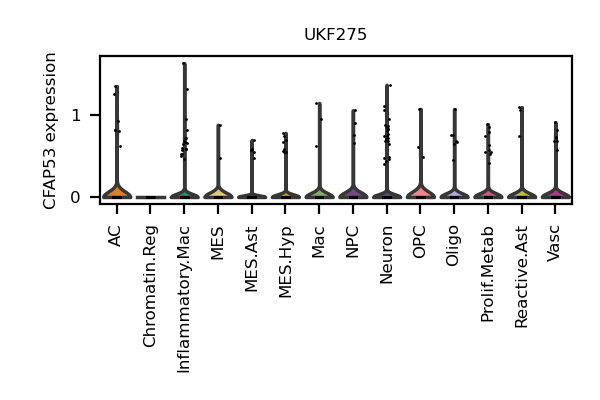 UKF275
CFAP53 expression
1
0
AC
Chromatin.Reg
Inflammatory.Mac
MES
MES.Ast
MES.Hyp
Mac
NPC
Neuron
OPC
Oligo
Prolif.Metab
Reactive.Ast
Vasc